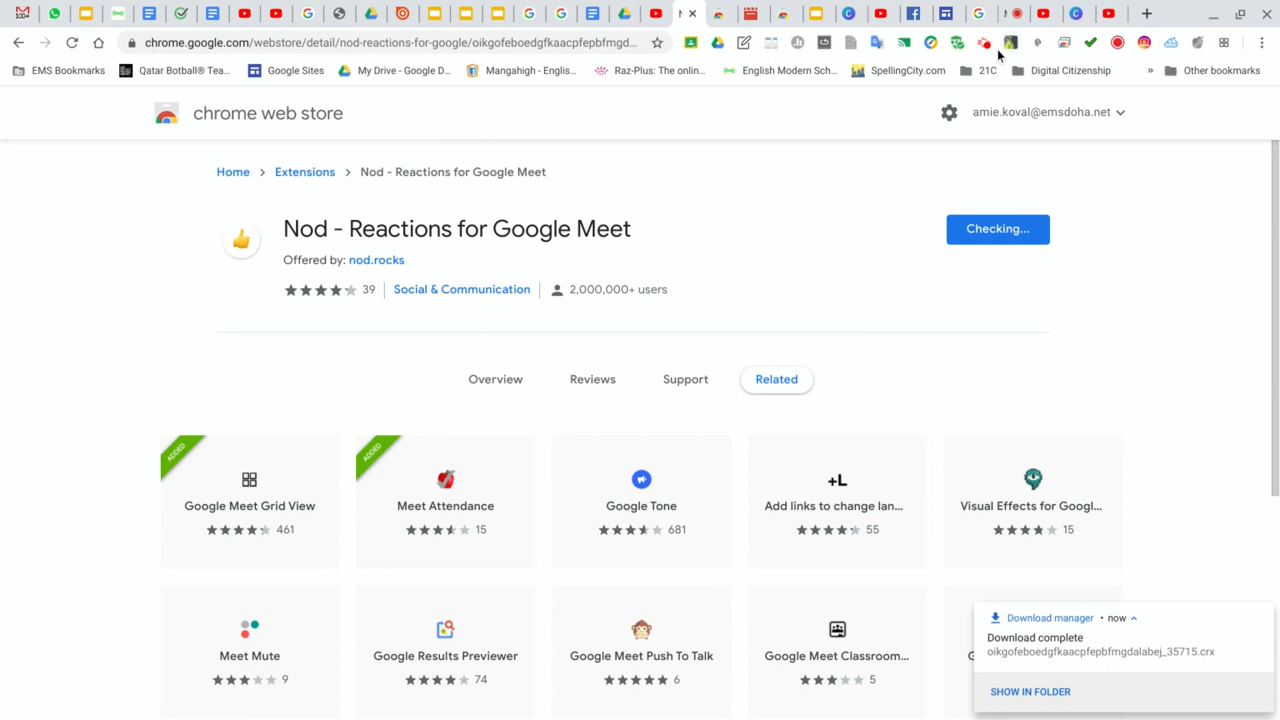 chrome.google.com/webstore/detail/nod-reactions-for-google/oikgofeboedgfkaacpfepbfmgd...
EMS Bookmarks
Qatar Botball® Tea...
Google Sites
My Drive - Google D...
Mangahigh - Englis...
Raz-Plus: The onlin...
English Modern Sch...
SpellingCity.com
21C
Digital Citizenship
»
Other bookmarks
chrome web store
amie.koval@emsdoha.net
Home > Extensions > Nod - Reactions for Google Meet
Nod - Reactions for Google Meet
Checking...
Offered by: nod.rocks
39
Social & Communication
2,000,000+ users
Overview
Reviews
Support
Related
ADDED
Google Meet Grid View
461
ADDED
Meet Attendance
15
Google Tone
681
+L
Add links to change lan...
55
Visual Effects for Googl...
15
Meet Mute
9
Google Results Previewer
74
Google Meet Push To Talk
6
Google Meet Classroom...
5
Download manager • now
Download complete
oikgofeboedgfkaacpfepbfmgdalabej_35715.crx
SHOW IN FOLDER